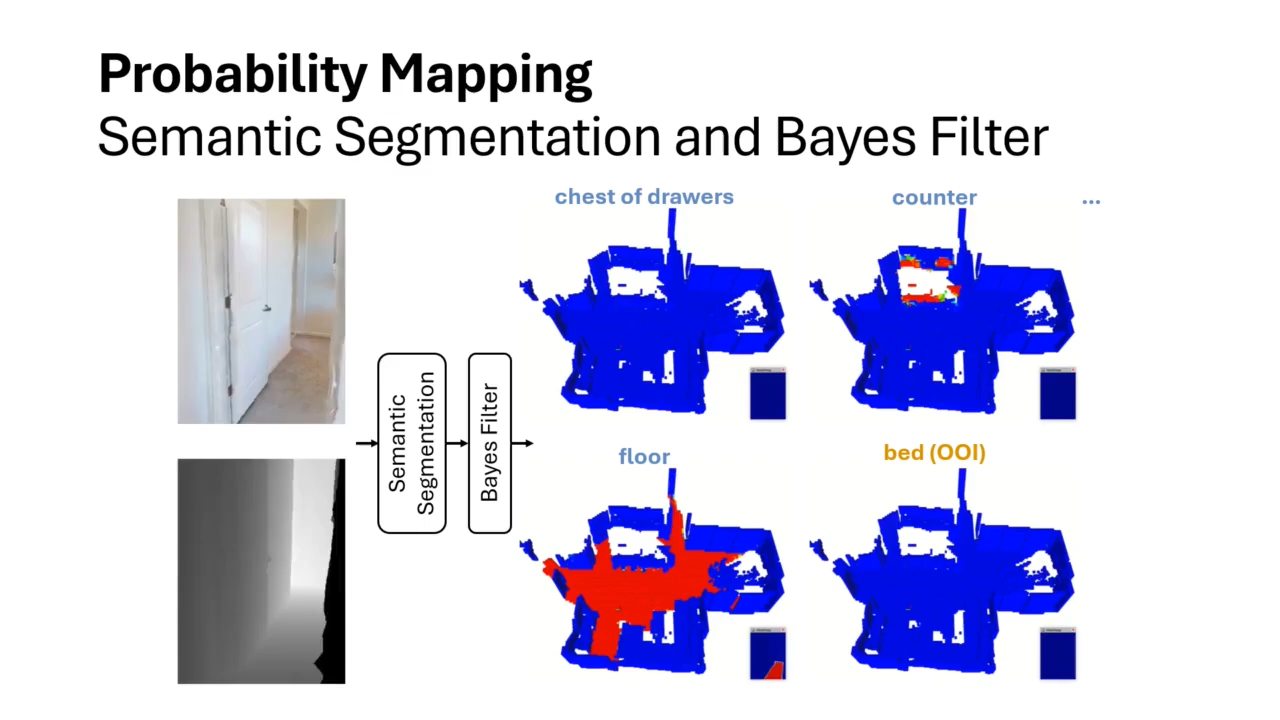 Probability Mapping
Semantic Segmentation and Bayes Filter
chest of drawers
counter
...
Semantic
Segmentation
Bayes Filter
floor
bed (OOI)